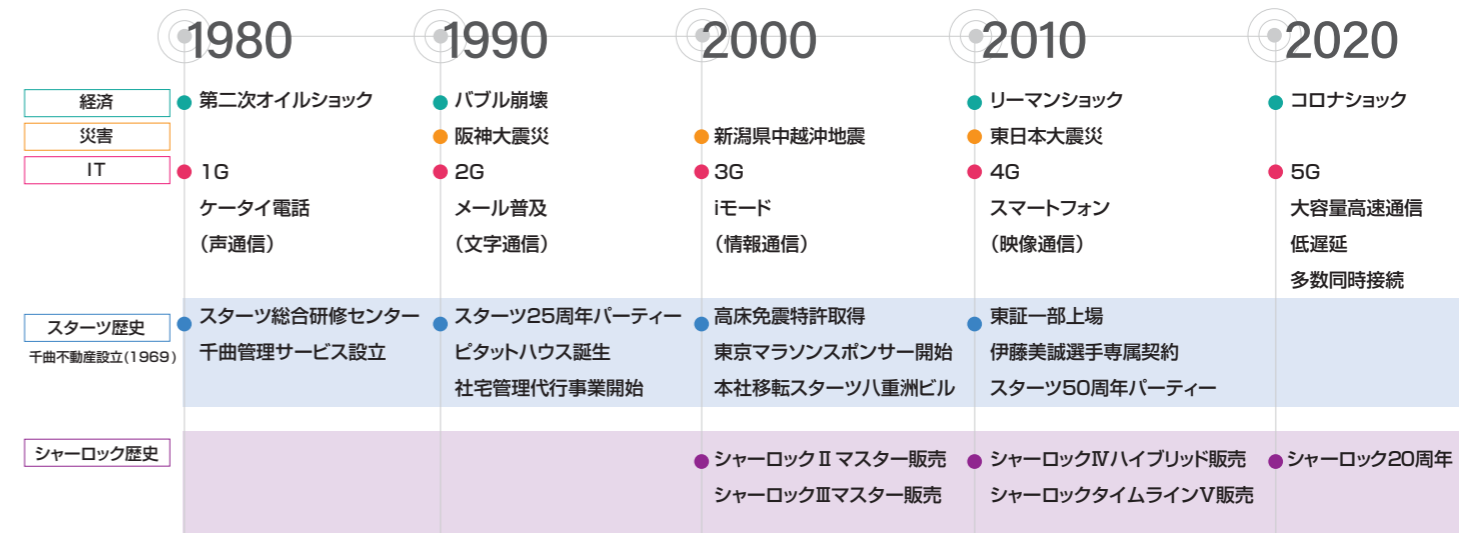 1980 1990 2000 2010 2020
経済 第二次オイルショック バブル崩壊 リーマンショック コロナショック
災害 阪神大震災 新潟県中越沖地震 東日本大震災
IT 1G 2G 3G 4G 5G
ケータイ電話 メール普及 iモード スマートフォン 大容量高速通信
(声通信) (文字通信) (情報通信) (映像通信) 低遅延
多数同時接続
スターツ歴史 スターツ総合研修センター スターツ25周年パーティー 高床免震特許取得 東証一部上場
千曲不動産設立(1969) 千曲管理サービス設立 ピタットハウス誕生 東京マラソンスポンサー開始 伊藤美誠選手専属契約
社宅管理代行事業開始 本社移転スターツ八重洲ビル スターツ50周年パーティー
シャーロック歴史 シャーロックⅡマスター販売 シャーロックⅣハイブリッド販売 シャーロック20周年
シャーロックⅢマスター販売 シャーロックタイムラインⅤ販売